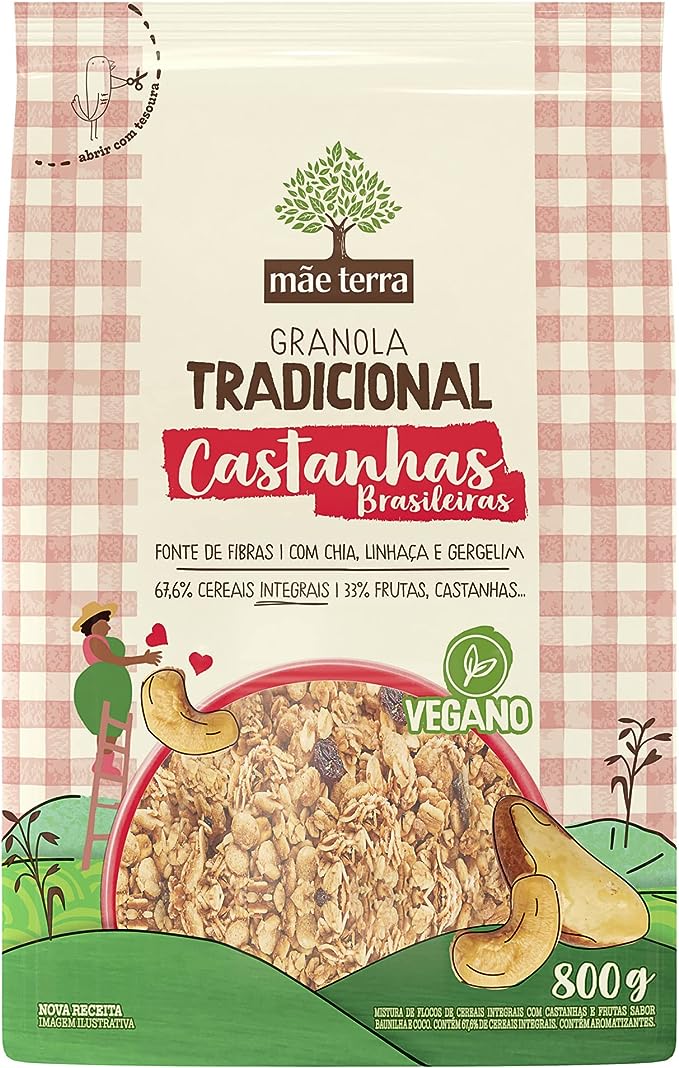 abrir com tesoura
mãe terra
GRANOLA
TRADICIONAL
Castanhas
Brasileiras
FONTE DE FIBRAS | COM CHIA, LINHAÇA E GERGELIM
67,6% CEREAIS INTEGRAIS | 33% FRUTAS, CASTANHAS...
VEGANO
800g
NOVA RECEITA
IMAGEM ILUSTRATIVA
MISTURA DE FLOCOS DE CEREAIS INTEGRAIS COM CASTANHAS E FRUTAS SABOR
BAUNILHA E COCO. CONTÉM 67,6% DE CEREAIS INTEGRAIS. CONTÉM AROMATIZANTES.